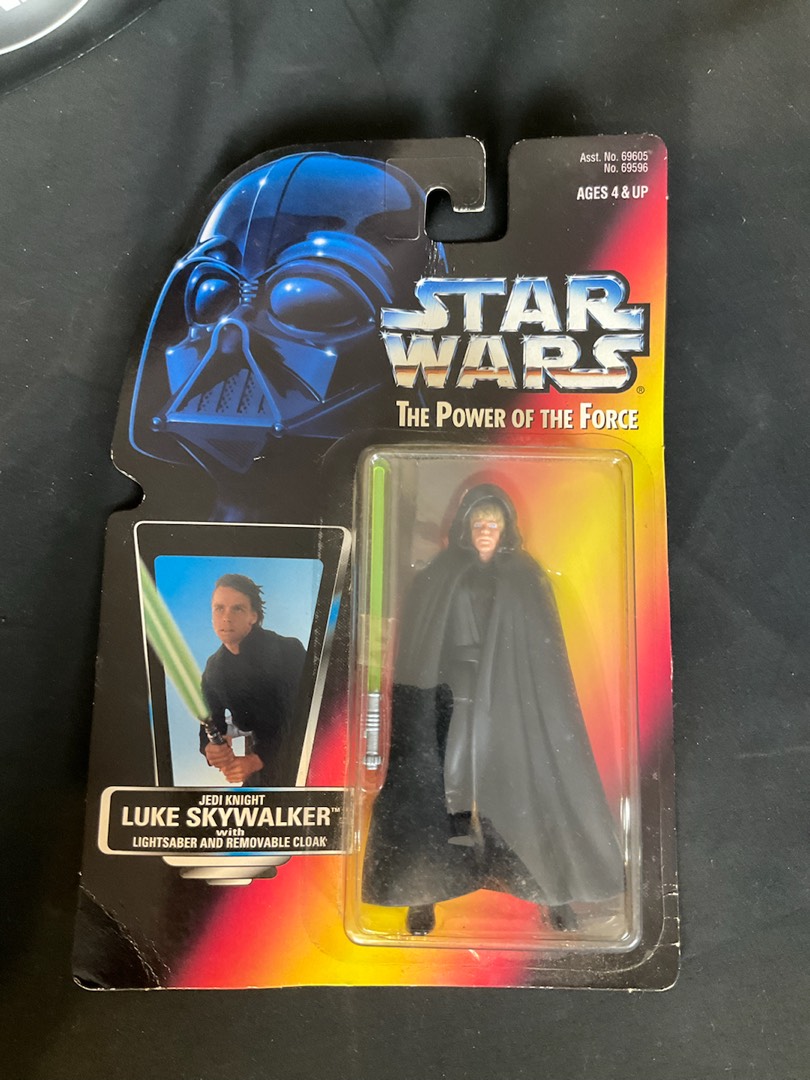 Asst. No. 69605™
No. 69596
AGES 4 & UP
STAR
WARS®
THE POWER OF THE FORCE
JEDI KNIGHT
LUKE SKYWALKER™
with
LIGHTSABER AND REMOVABLE CLOAK